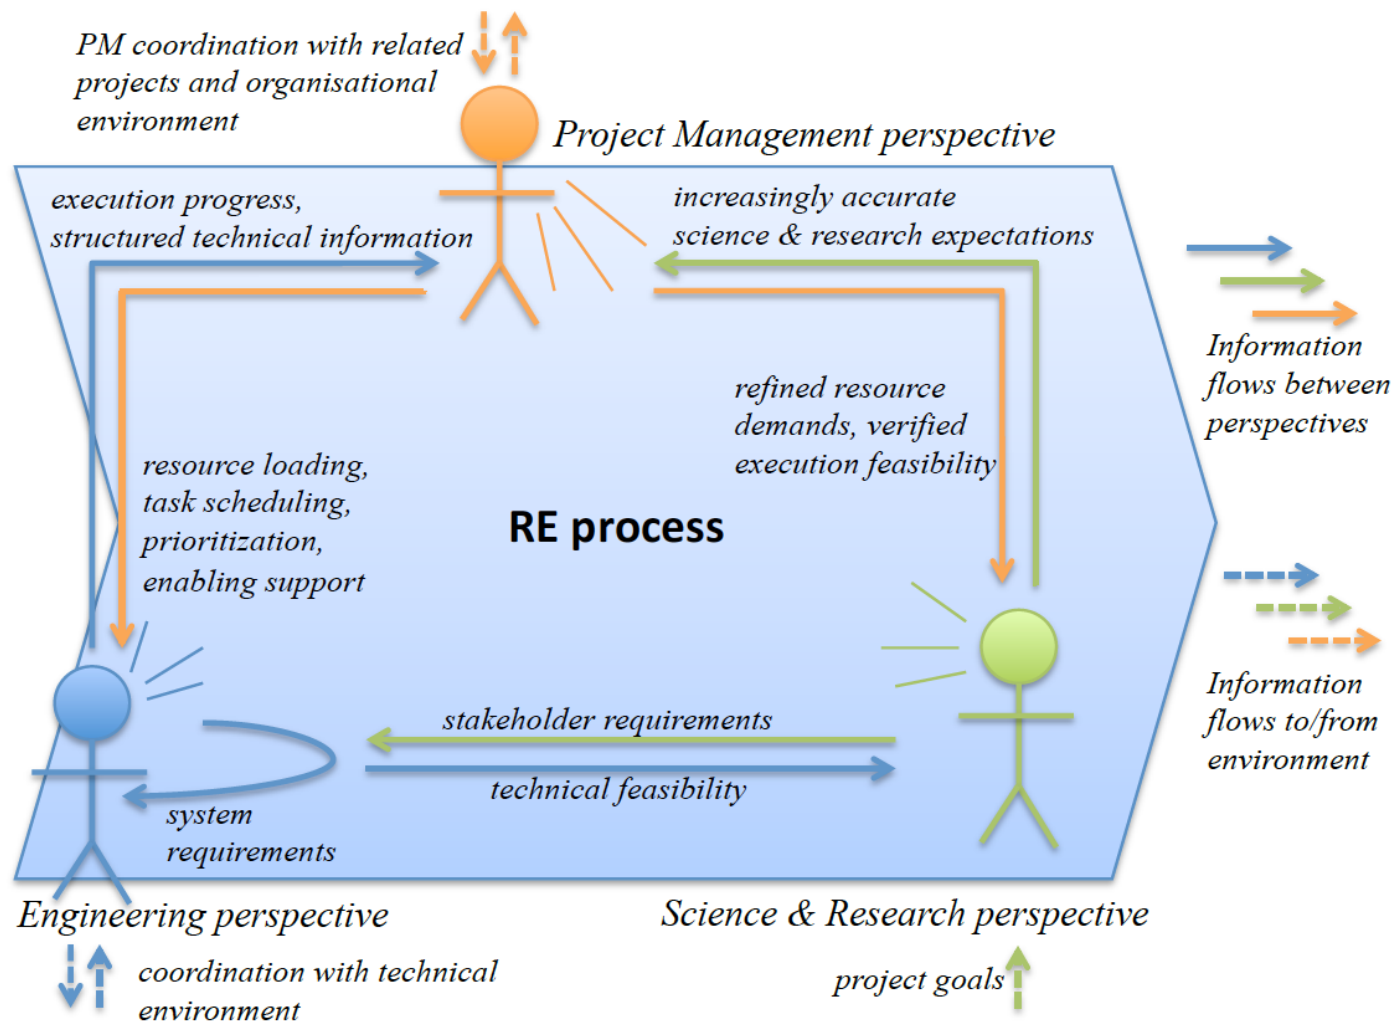 PM coordination with related
projects and organisational
environment
Project Management perspective
execution progress,
structured technical information
increasingly accurate
science & research expectations
Information
flows between
perspectives
refined resource
demands, verified
execution feasibility
resource loading,
task scheduling,
prioritization,
enabling support
RE process
Information
flows to/from
environment
stakeholder requirements
technical feasibility
system
requirements
Engineering perspective
Science & Research perspective
coordination with technical
environment
project goals